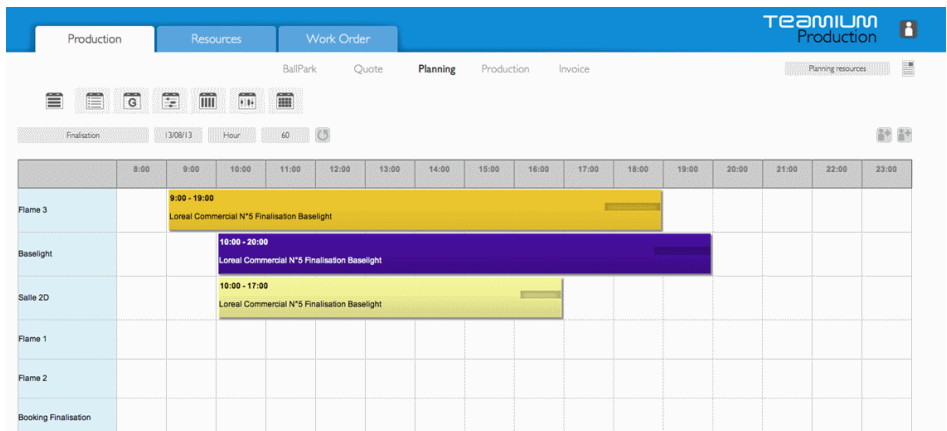 TEAMIUM
Production
Production Resources Work Order
BallPark Quote Planning Production Invoice
Planning resources
G
Finalisation 13/08/13 Hour 60
8:00 9:00 10:00 11:00 12:00 13:00 14:00 15:00 16:00 17:00 18:00 19:00 20:00 21:00 22:00 23:00
Flame 3
9:00 - 19:00
Loreal Commercial N°5 Finalisation Baselight
Baselight
10:00 - 20:00
Loreal Commercial N°5 Finalisation Baselight
Salle 2D
10:00 - 17:00
Loreal Commercial N°5 Finalisation Baselight
Flame 1
Flame 2
Booking Finalisation